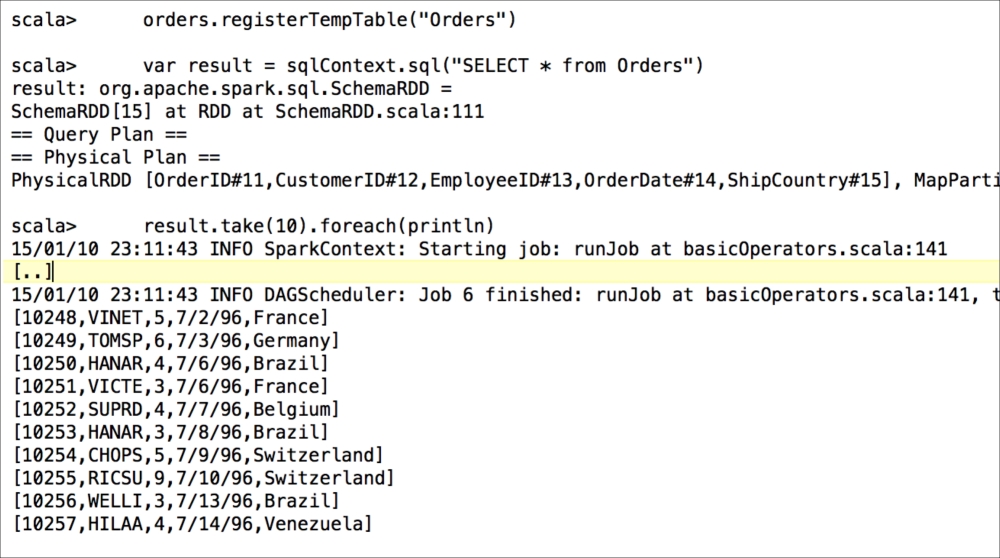 scala>      orders.registerTempTable("Orders")
scala>      var result = sqlContext.sql("SELECT * from Orders")
result: org.apache.spark.sql.SchemaRDD =
SchemaRDD[15] at RDD at SchemaRDD.scala:111
== Query Plan ==
== Physical Plan ==
PhysicalRDD [OrderID#11,CustomerID#12,EmployeeID#13,OrderDate#14,ShipCountry#15], MapParti
scala>      result.take(10).foreach(println)
15/01/10 23:11:43 INFO SparkContext: Starting job: runJob at basicOperators.scala:141
[..]
15/01/10 23:11:43 INFO DAGScheduler: Job 6 finished: runJob at basicOperators.scala:141, t
[10248,VINET,5,7/2/96,France]
[10249,TOMSP,6,7/3/96,Germany]
[10250,HANAR,4,7/6/96,Brazil]
[10251,VICTE,3,7/6/96,France]
[10252,SUPRD,4,7/7/96,Belgium]
[10253,HANAR,3,7/8/96,Brazil]
[10254,CHOPS,5,7/9/96,Switzerland]
[10255,RICSU,9,7/10/96,Switzerland]
[10256,WELLI,3,7/13/96,Brazil]
[10257,HILAA,4,7/14/96,Venezuela]